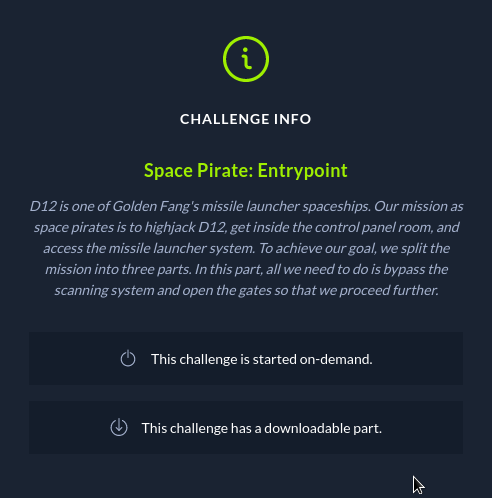 CHALLENGE INFO
Space Pirate: Entrypoint
D12 is one of Golden Fang's missile launcher spaceships. Our mission as
space pirates is to highjack D12, get inside the control panel room, and
access the missile launcher system. To achieve our goal, we split the
mission into three parts. In this part, all we need to do is bypass the
scanning system and open the gates so that we proceed further.
This challenge is started on-demand.
This challenge has a downloadable part.